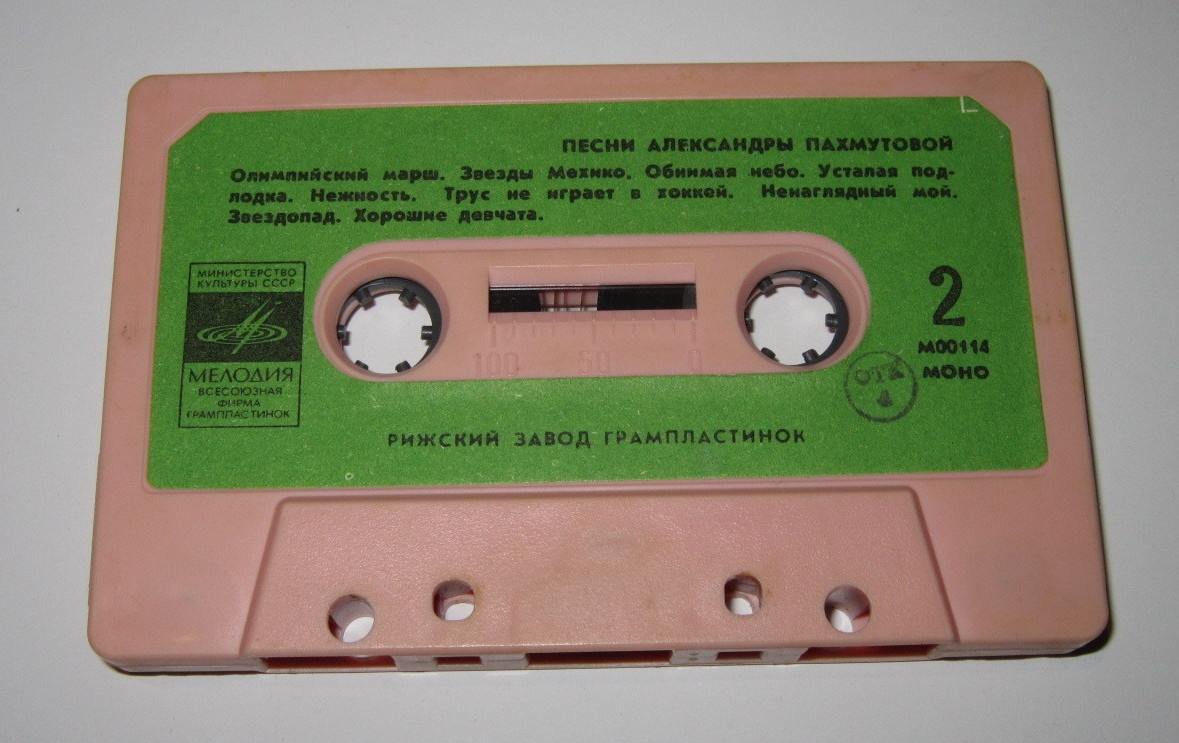 ПЕСНИ АЛЕКСАНДРЫ ПАХМУТОВОЙ
Олимпийский марш. Звезды Мехико. Обнимая небо. Усталая под-
лодка. Нежность. Трус не играет в хоккей. Ненаглядный мой.
Звездопад. Хорошие девчата.
МИНИСТЕРСТВО
КУЛЬТУРЫ СССР
МЕЛОДИЯ
ВСЕСОЮЗНАЯ
ФИРМА
ГРАМПЛАСТИНОК
2
М00114
МОНО
ОТК
4
100 50 0
РИЖСКИЙ ЗАВОД ГРАМПЛАСТИНОК